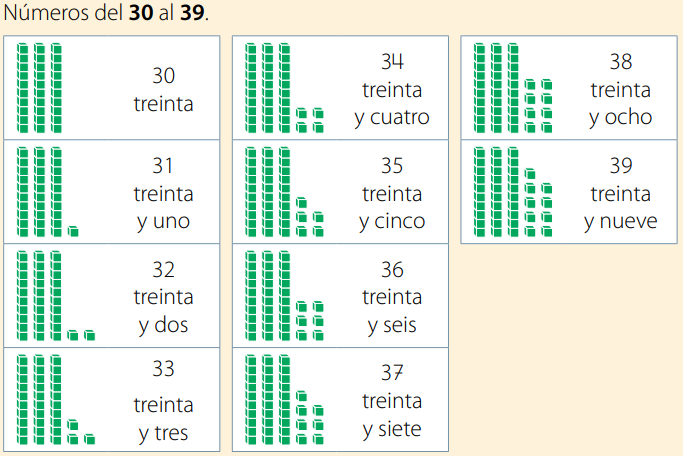 Números del 30 al 39.
30
treinta
31
treinta
y uno
32
treinta
y dos
33
treinta
y tres
34
treinta
y cuatro
35
treinta
y cinco
36
treinta
y seis
37
treinta
y siete
38
treinta
y ocho
39
treinta
y nueve